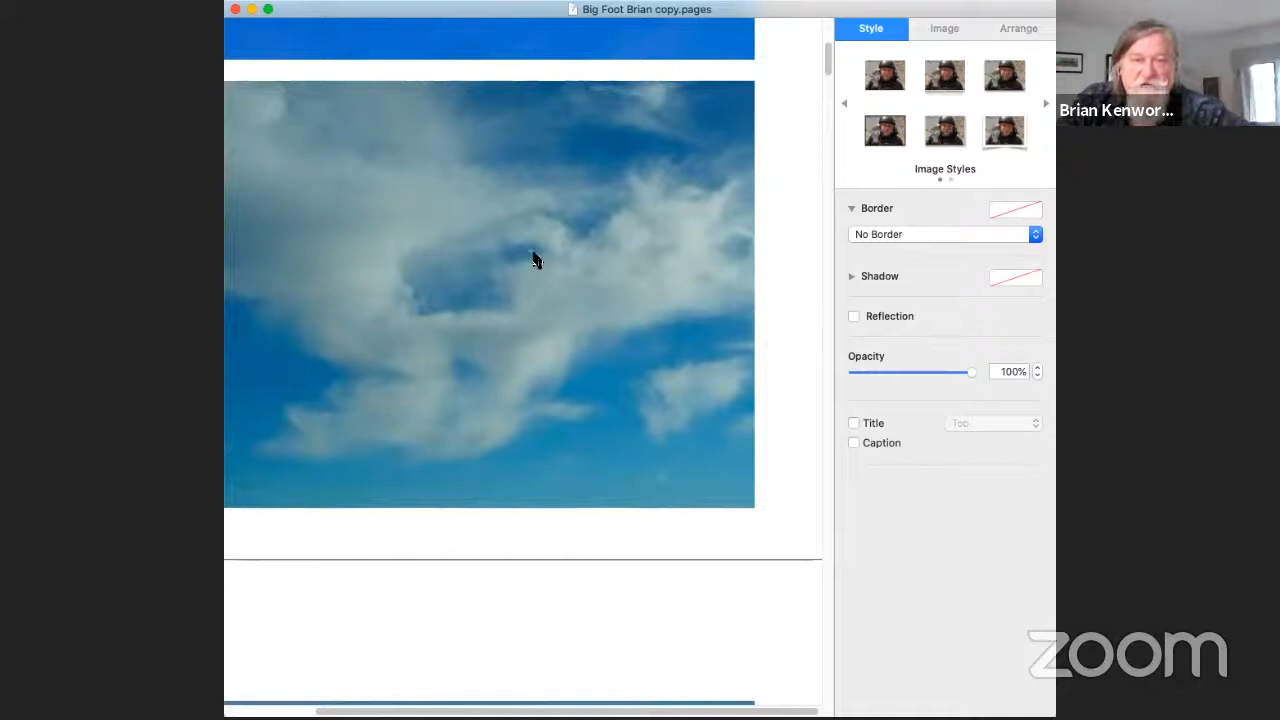 Big Foot Brian copy.pages
Style Image Arrange
Image Styles
Border
No Border
Shadow
Reflection
Opacity
100%
Title Top
Caption
Brian Kenwor...
zoom